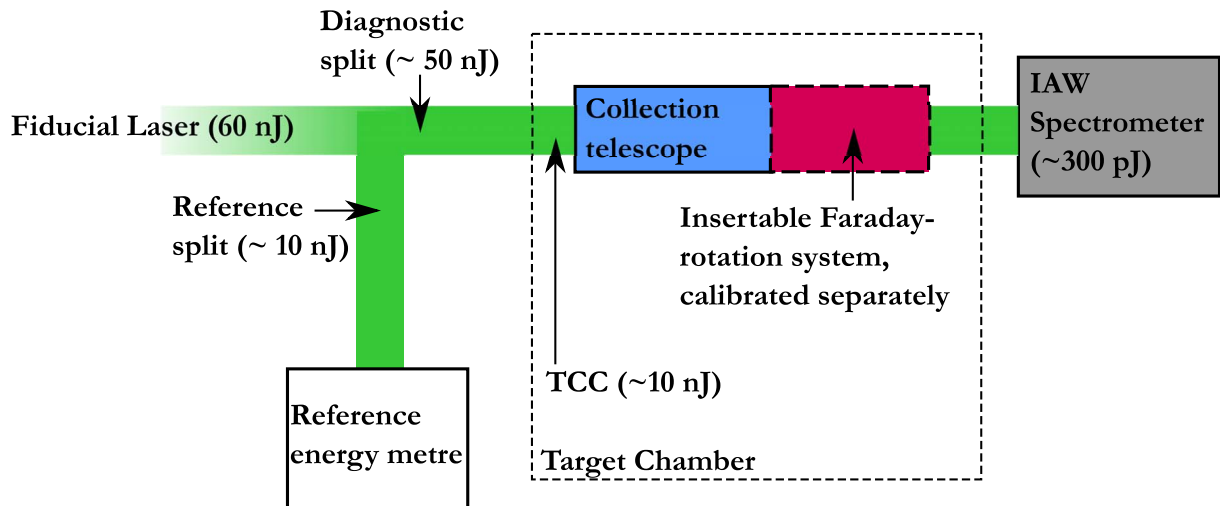 Diagnostic
split (~ 50 nJ)
Fiducial Laser (60 nJ)
Collection
telescope
IAW
Spectrometer
(~300 pJ)
Reference
split (~ 10 nJ)
Insertable Faraday-
rotation system,
calibrated separately
TCC (~10 nJ)
Reference
energy metre
Target Chamber